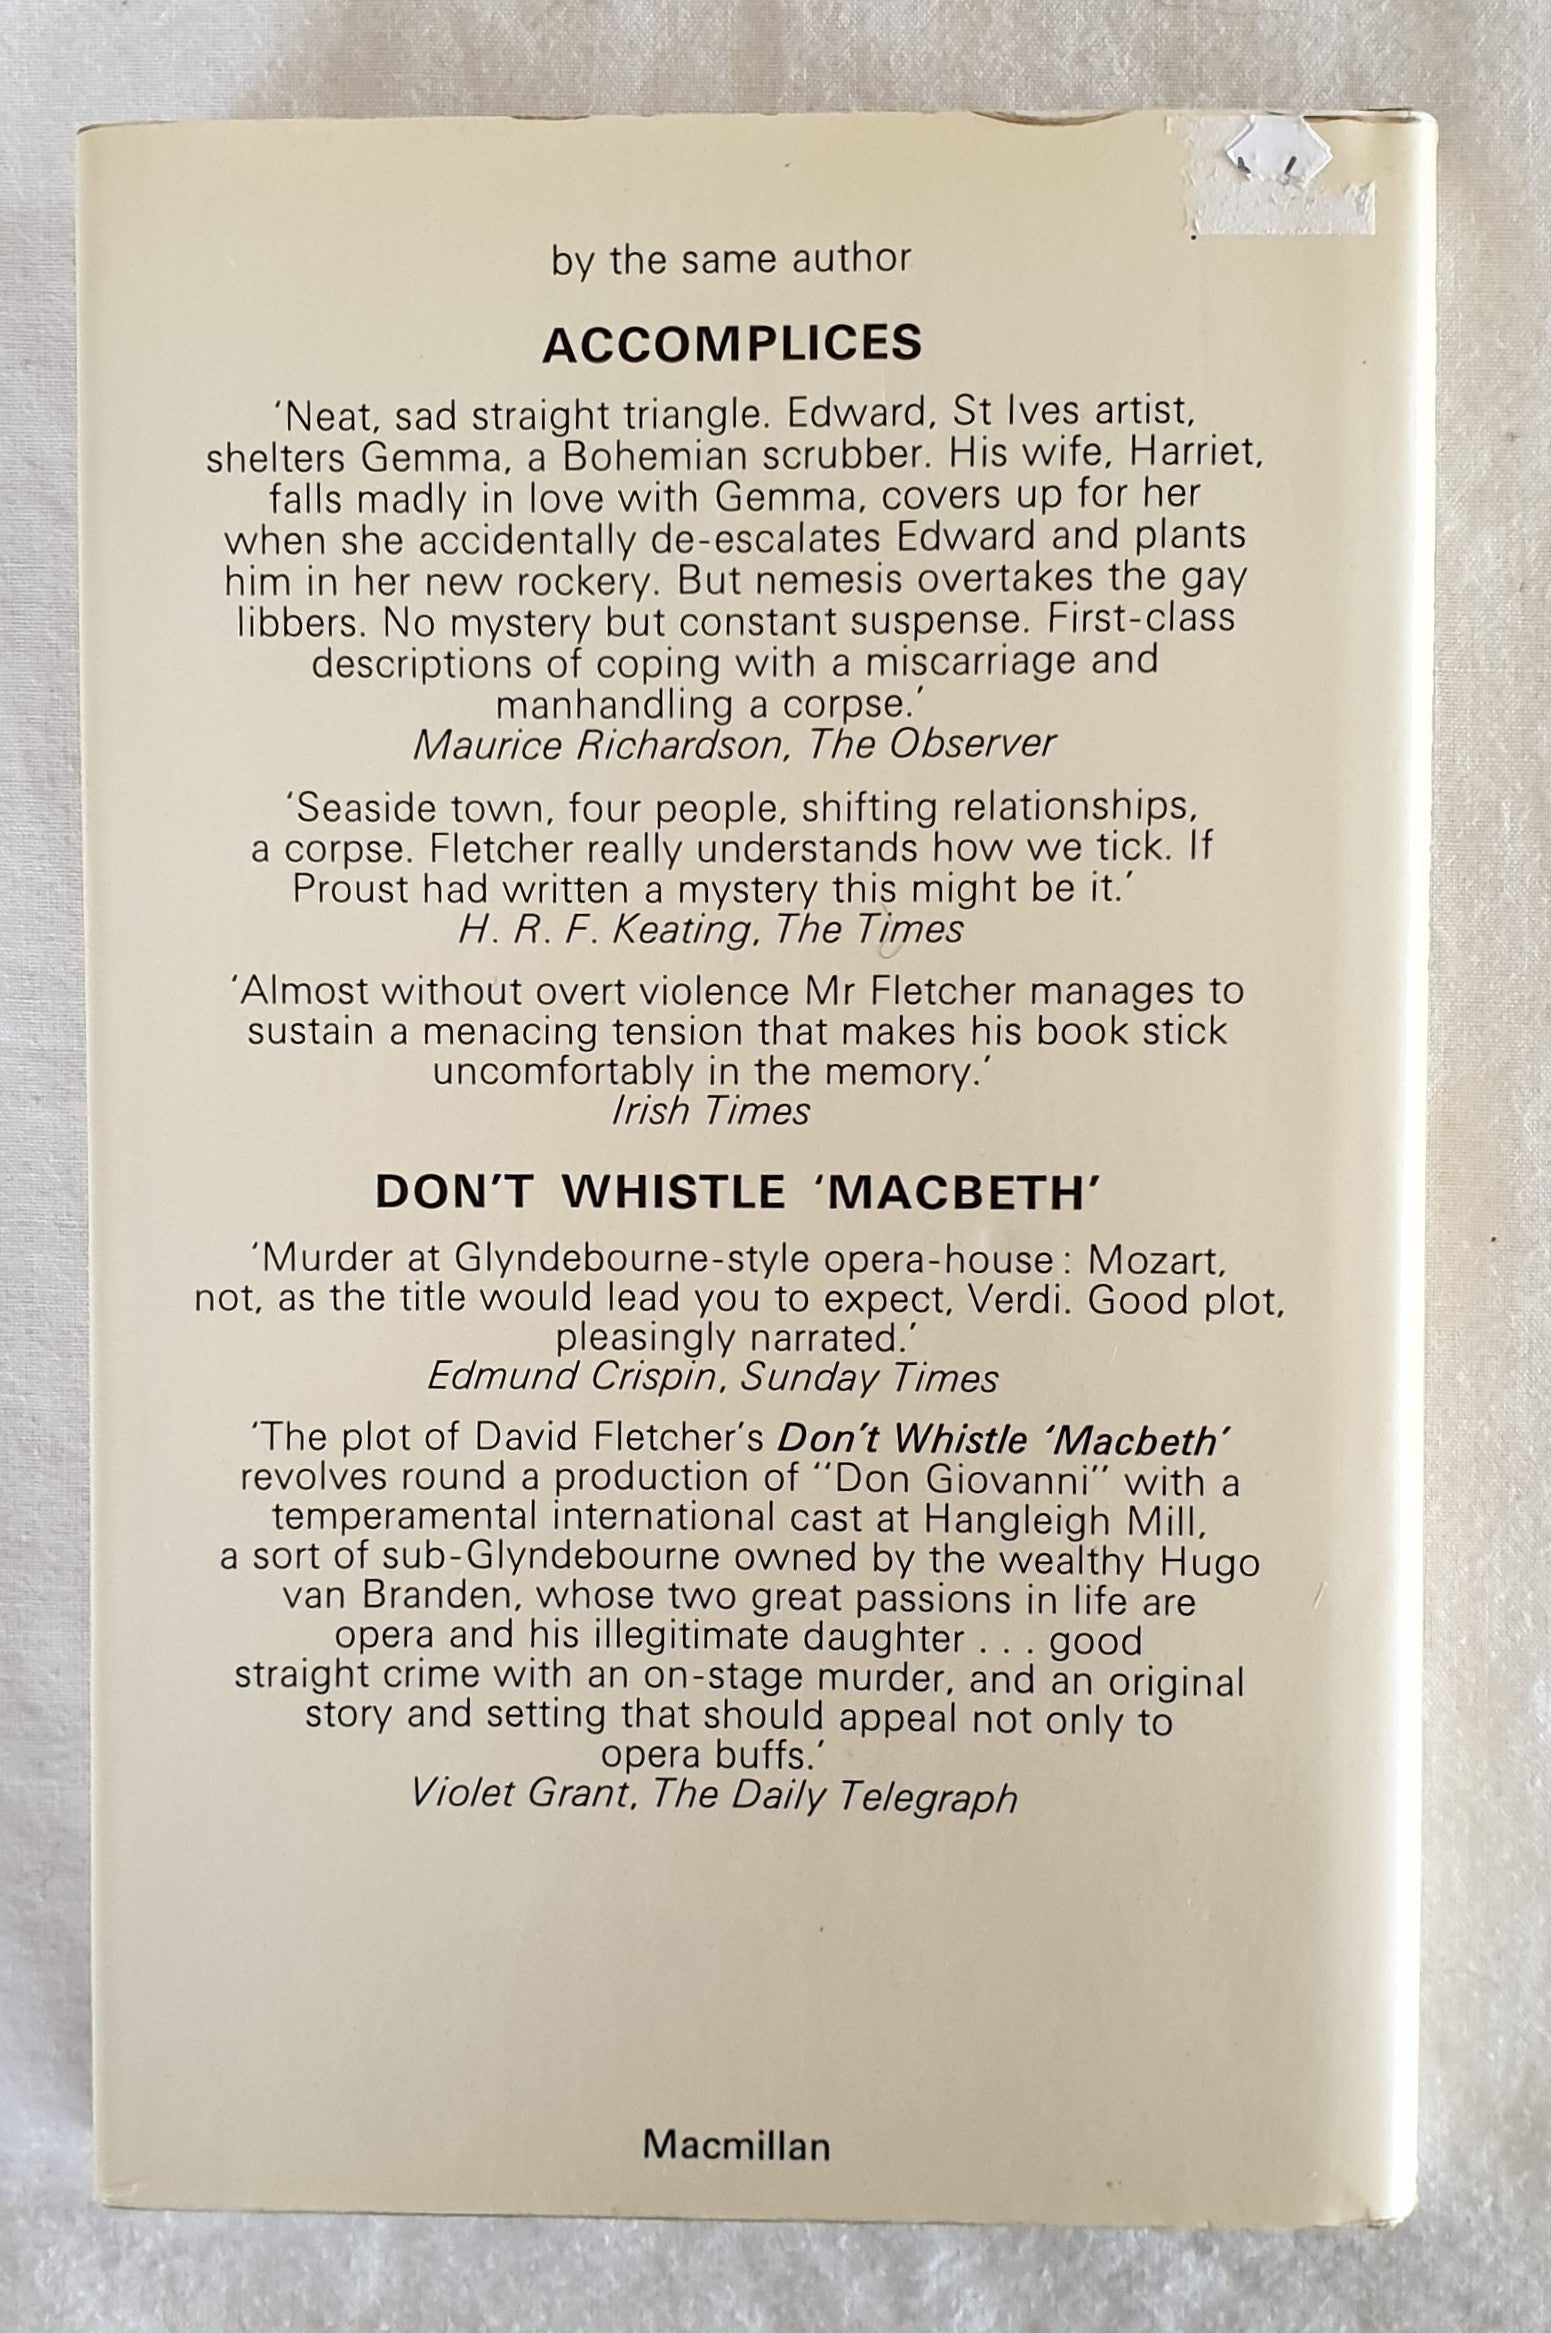 by the same author
ACCOMPLICES
‘Neat, sad straight triangle. Edward, St Ives artist,
shelters Gemma, a Bohemian scrubber. His wife, Harriet,
falls madly in love with Gemma, covers up for her
when she accidentally de-escalates Edward and plants
him in her new rockery. But nemesis overtakes the gay
libbers. No mystery but constant suspense. First-class
descriptions of coping with a miscarriage and
manhandling a corpse.’
Maurice Richardson, The Observer
‘Seaside town, four people, shifting relationships,
a corpse. Fletcher really understands how we tick. If
Proust had written a mystery this might be it.’
H. R. F. Keating, The Times
‘Almost without overt violence Mr Fletcher manages to
sustain a menacing tension that makes his book stick
uncomfortably in the memory.’
Irish Times
DON’T WHISTLE ‘MACBETH’
‘Murder at Glyndebourne-style opera-house: Mozart,
not, as the title would lead you to expect, Verdi. Good plot,
pleasingly narrated.’
Edmund Crispin, Sunday Times
‘The plot of David Fletcher’s Don’t Whistle ‘Macbeth’
revolves round a production of “Don Giovanni” with a
temperamental international cast at Hangleigh Mill,
a sort of sub-Glyndebourne owned by the wealthy Hugo
van Branden, whose two great passions in life are
opera and his illegitimate daughter . . . good
straight crime with an on-stage murder, and an original
story and setting that should appeal not only to
opera buffs.’
Violet Grant, The Daily Telegraph
Macmillan